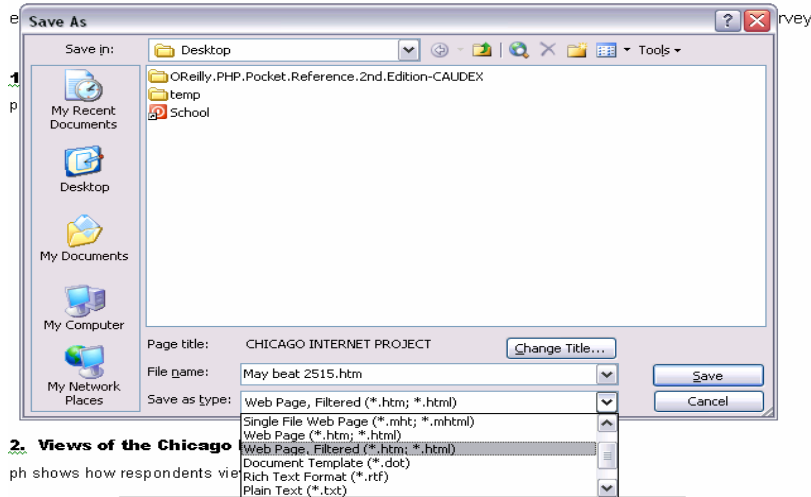 Save As
rvey
Save in:
Desktop
Tools
OReilly.PHP.Pocket.Reference.2nd.Edition-CAUDEX
temp
School
My Recent
Documents
Desktop
My Documents
My Computer
My Network
Places
Page title:
CHICAGO INTERNET PROJECT
Change Title...
File name:
May beat 2515.htm
Save
Save as type:
Web Page, Filtered (*.htm; *.html)
Cancel
Single File Web Page (*.mht; *.mhtml)
Web Page (*.htm; *.html)
Web Page, Filtered (*.htm; *.html)
Document Template (*.dot)
Rich Text Format (*.rtf)
Plain Text (*.txt)
2. Views of the Chicago
ph shows how respondents vie